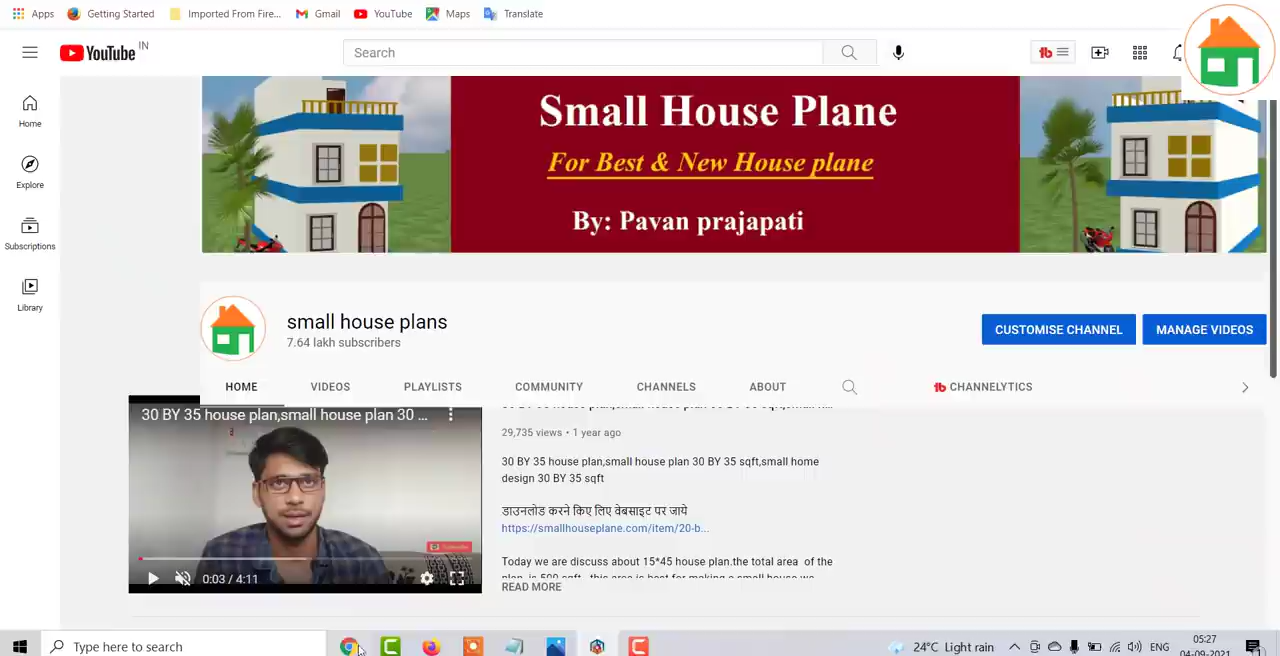 Apps Getting Started Imported From Fire... Gmail YouTube Maps Translate
YouTube IN
Search
Home
Explore
Subscriptions
Library
Small House Plane
For Best & New House plane
By: Pavan prajapati
small house plans
7.64 lakh subscribers
CUSTOMISE CHANNEL
MANAGE VIDEOS
HOME VIDEOS PLAYLISTS COMMUNITY CHANNELS ABOUT CHANNELYTICS
30 BY 35 house plan,small house plan 30 ...
Subscribe
0:03 / 4:11
29,735 views • 1 year ago
30 BY 35 house plan,small house plan 30 BY 35 sqft,small home
design 30 BY 35 sqft
डाउनलोड करने किए लिए वेबसाइट पर जाये
https://smallhouseplane.com/item/20-b...
Today we are discuss about 15*45 house plan.the total area of the
READ MORE
Type here to search
24°C Light rain
ENG
05:27
04-09-2021